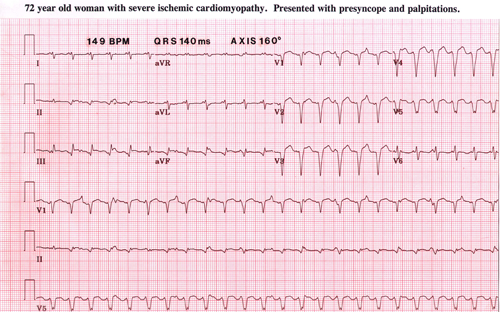 72 year old woman with severe ischemic cardiomyopathy. Presented with presyncope and palpitations.
149 BPM QRS 140 ms AXIS 160°
I aVR V1 V4
II aVL V2 V5
III aVF V3 V6
V1
II
V5